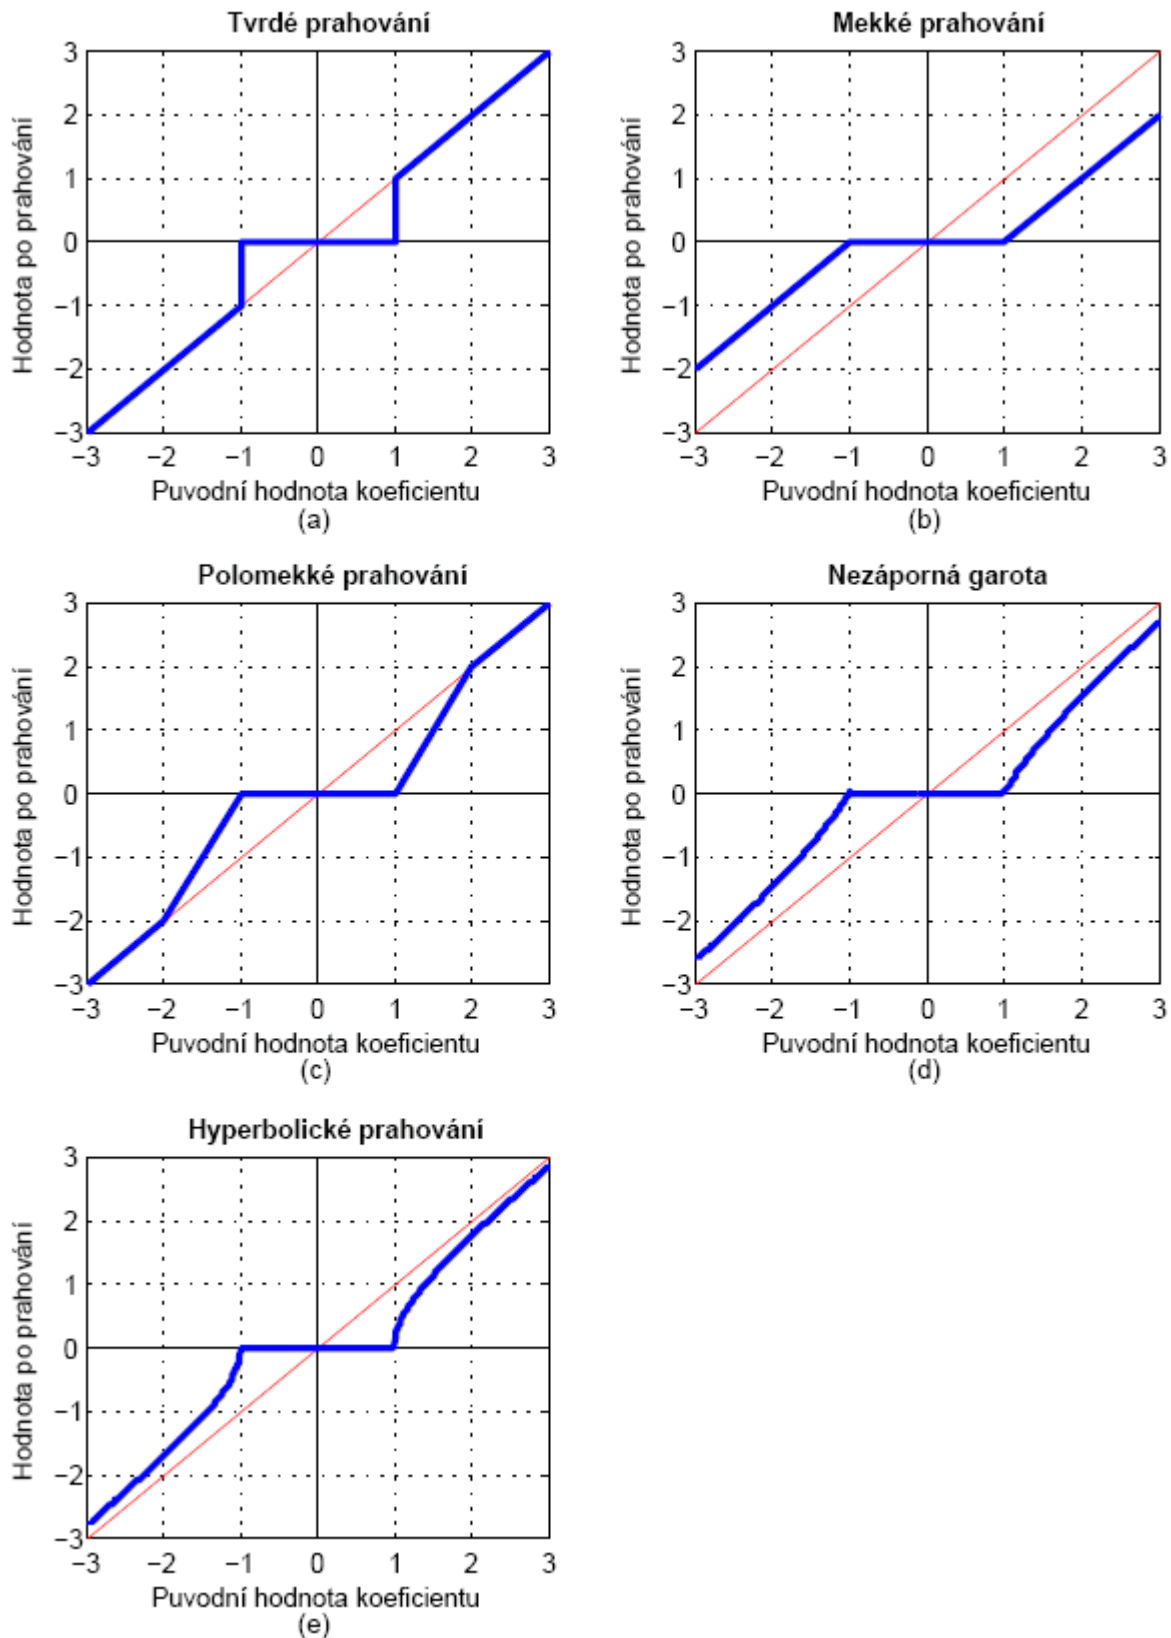 Tvrdé prahování
Hodnota po prahování
3
2
1
0
−1
−2
−3
−3 −2 −1 0 1 2 3
Puvodní hodnota koeficientu
(a)
Mekké prahování
Hodnota po prahování
3
2
1
0
−1
−2
−3
−3 −2 −1 0 1 2 3
Puvodní hodnota koeficientu
(b)
Polomekké prahování
Hodnota po prahování
3
2
1
0
−1
−2
−3
−3 −2 −1 0 1 2 3
Puvodní hodnota koeficientu
(c)
Nezáporná garota
Hodnota po prahování
3
2
1
0
−1
−2
−3
−3 −2 −1 0 1 2 3
Puvodní hodnota koeficientu
(d)
Hyperbolické prahování
Hodnota po prahování
3
2
1
0
−1
−2
−3
−3 −2 −1 0 1 2 3
Puvodní hodnota koeficientu
(e)